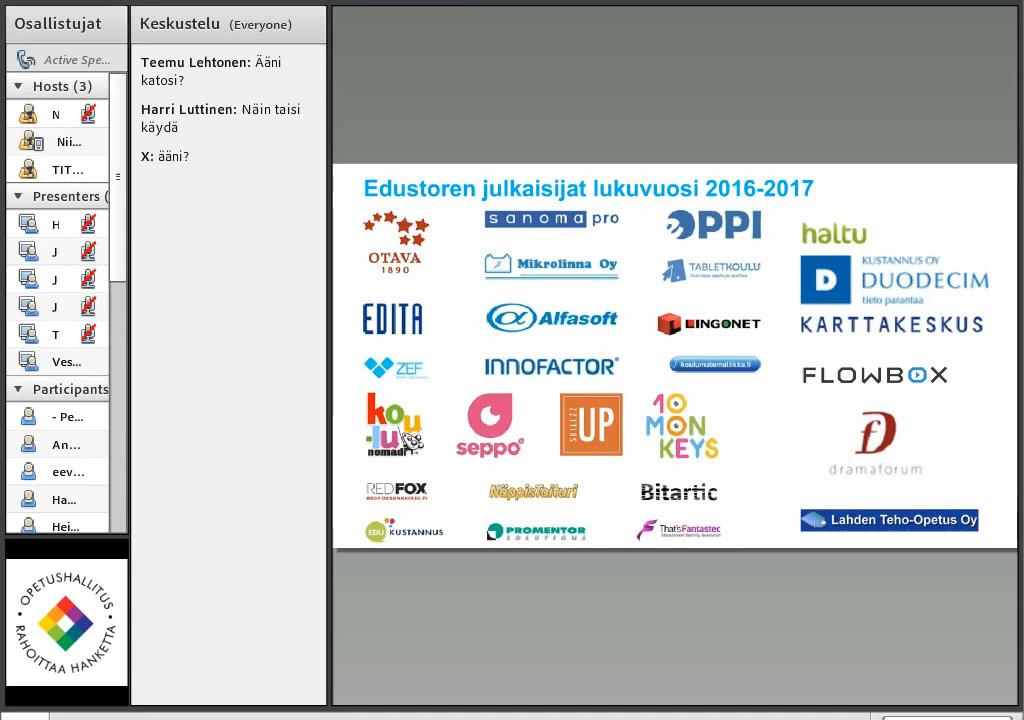 Osallistujat
Active Spe...
Hosts (3)
N
Nii...
TIT...
Presenters (
H
J
J
J
T
Ves...
Participants
- Pe...
An...
eev...
Ha...
Hei...
OPETUSHALLITUS
RAHOITTAA HANKETTA
Keskustelu (Everyone)
Teemu Lehtonen: Ääni
katosi?
Harri Luttinen: Näin taisi
käydä
X: ääni?
Edustoren julkaisijat lukuvuosi 2016-2017
OTAVA
1890
sanoma pro
OPPI
haltu
Mikrolinna Oy
TABLETKOULU
KUSTANNUS OY
D DUODECIM
tieto parantaa
EDITA
Alfasoft
LINGONET
KARTTAKESKUS
ZEF
INNOFACTOR®
koulumatematiikka.fi
FLOWBOX
kou
-lu
nomadi
seppo
SKILLZZ UP
10
MON
KEYS
dramaforum
REDFOX
REDFOXSANAKIRJA.FI
NäppisTaituri
Bitartic
EDU KUSTANNUS
PROMENTOR
SOLUTIONS
That'sFantastec
Lahden Teho-Opetus Oy